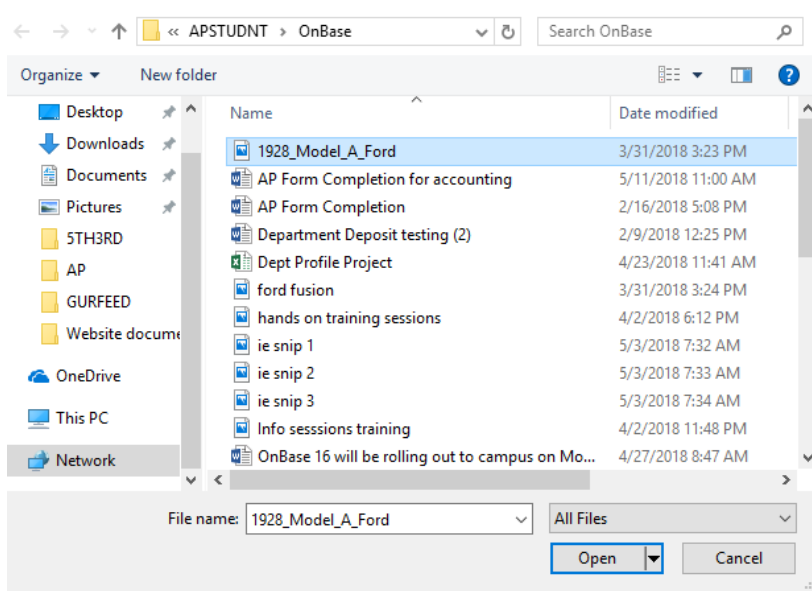 « APSTUDNT > OnBase Search OnBase
Organize New folder ?
Name Date modified
Desktop
Downloads
Documents
Pictures
5TH3RD
AP
GURFEED
Website docume
OneDrive
This PC
Network
1928_Model_A_Ford 3/31/2018 3:23 PM
AP Form Completion for accounting 5/11/2018 11:00 AM
AP Form Completion 2/16/2018 5:08 PM
Department Deposit testing (2) 2/9/2018 12:25 PM
Dept Profile Project 4/23/2018 11:41 AM
ford fusion 3/31/2018 3:24 PM
hands on training sessions 4/2/2018 6:12 PM
ie snip 1 5/3/2018 7:32 AM
ie snip 2 5/3/2018 7:33 AM
ie snip 3 5/3/2018 7:34 AM
Info sesssions training 4/2/2018 11:48 PM
OnBase 16 will be rolling out to campus on Mo... 4/27/2018 8:47 AM
File name: 1928_Model_A_Ford All Files
Open Cancel